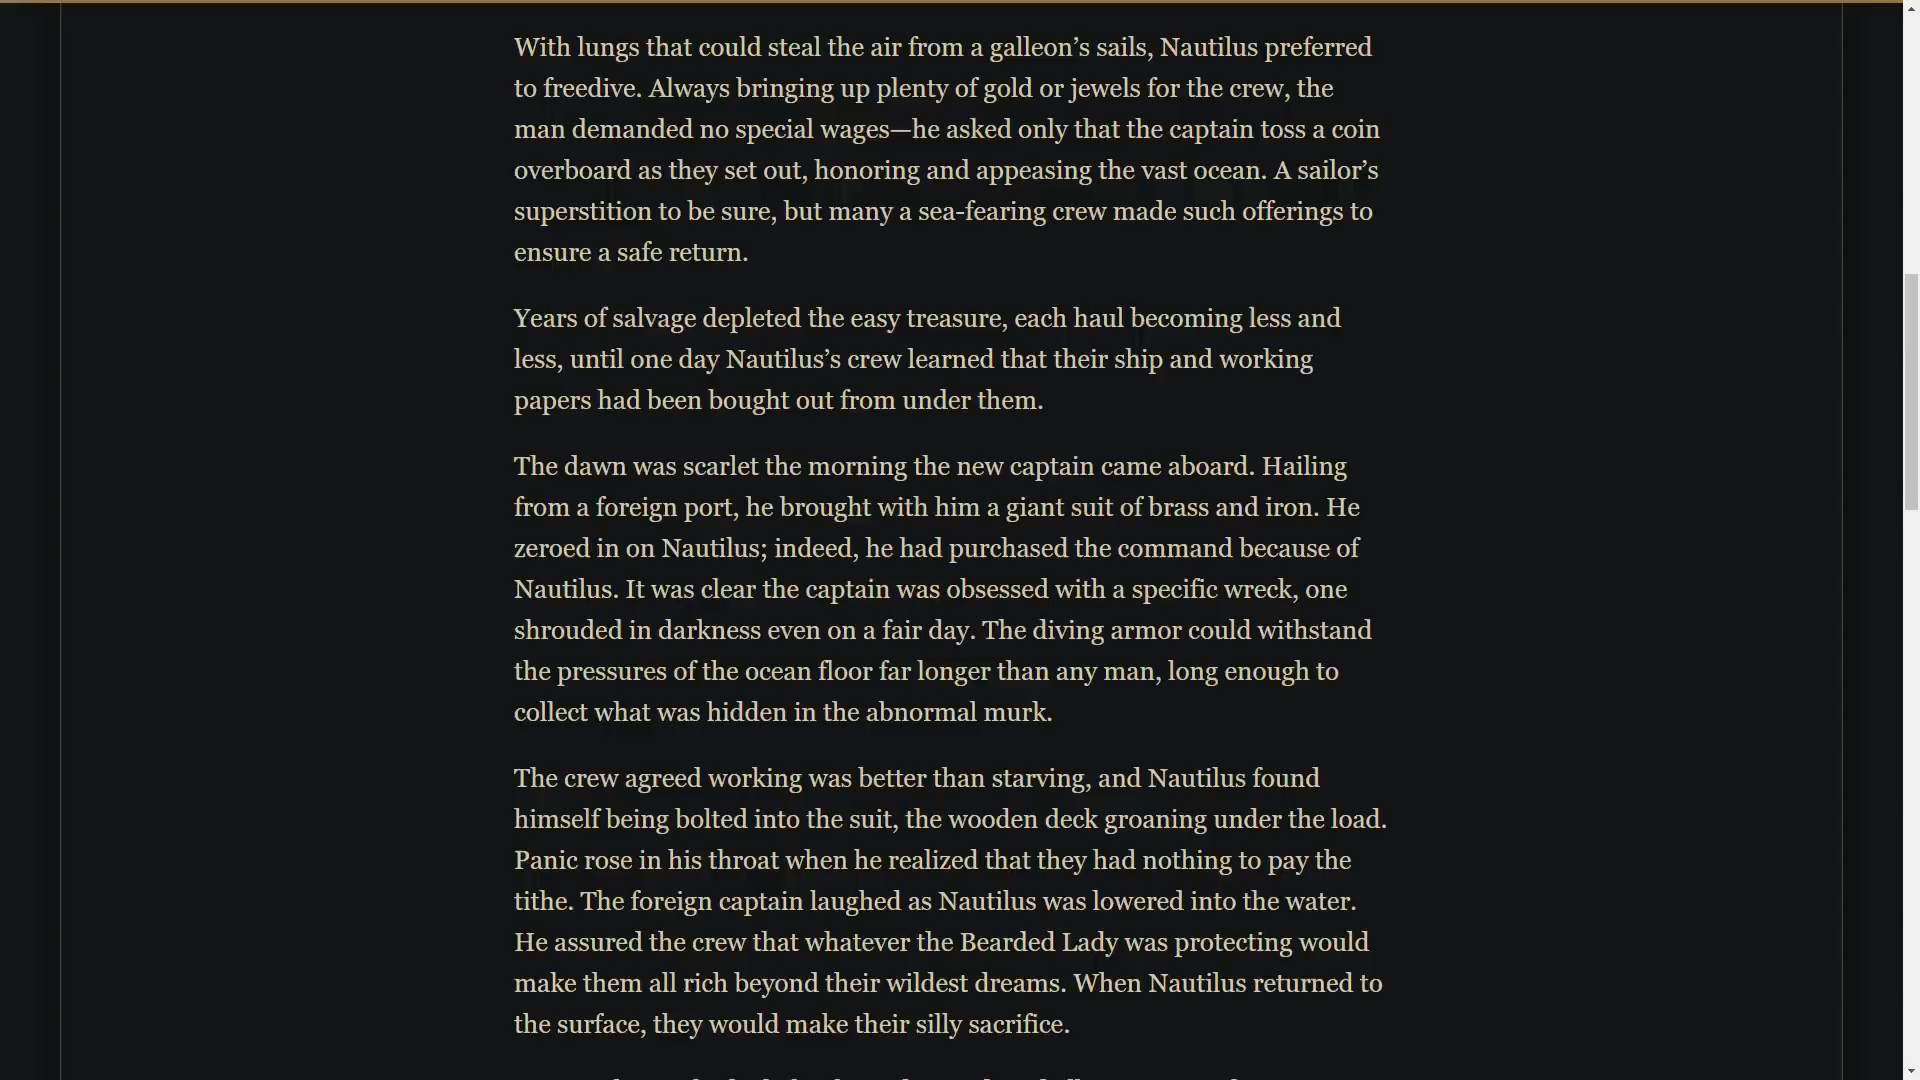 With lungs that could steal the air from a galleon’s sails, Nautilus preferred
to freedive. Always bringing up plenty of gold or jewels for the crew, the
man demanded no special wages—he asked only that the captain toss a coin
overboard as they set out, honoring and appeasing the vast ocean. A sailor’s
superstition to be sure, but many a sea-fearing crew made such offerings to
ensure a safe return.
Years of salvage depleted the easy treasure, each haul becoming less and
less, until one day Nautilus’s crew learned that their ship and working
papers had been bought out from under them.
The dawn was scarlet the morning the new captain came aboard. Hailing
from a foreign port, he brought with him a giant suit of brass and iron. He
zeroed in on Nautilus; indeed, he had purchased the command because of
Nautilus. It was clear the captain was obsessed with a specific wreck, one
shrouded in darkness even on a fair day. The diving armor could withstand
the pressures of the ocean floor far longer than any man, long enough to
collect what was hidden in the abnormal murk.
The crew agreed working was better than starving, and Nautilus found
himself being bolted into the suit, the wooden deck groaning under the load.
Panic rose in his throat when he realized that they had nothing to pay the
tithe. The foreign captain laughed as Nautilus was lowered into the water.
He assured the crew that whatever the Bearded Lady was protecting would
make them all rich beyond their wildest dreams. When Nautilus returned to
the surface, they would make their silly sacrifice.